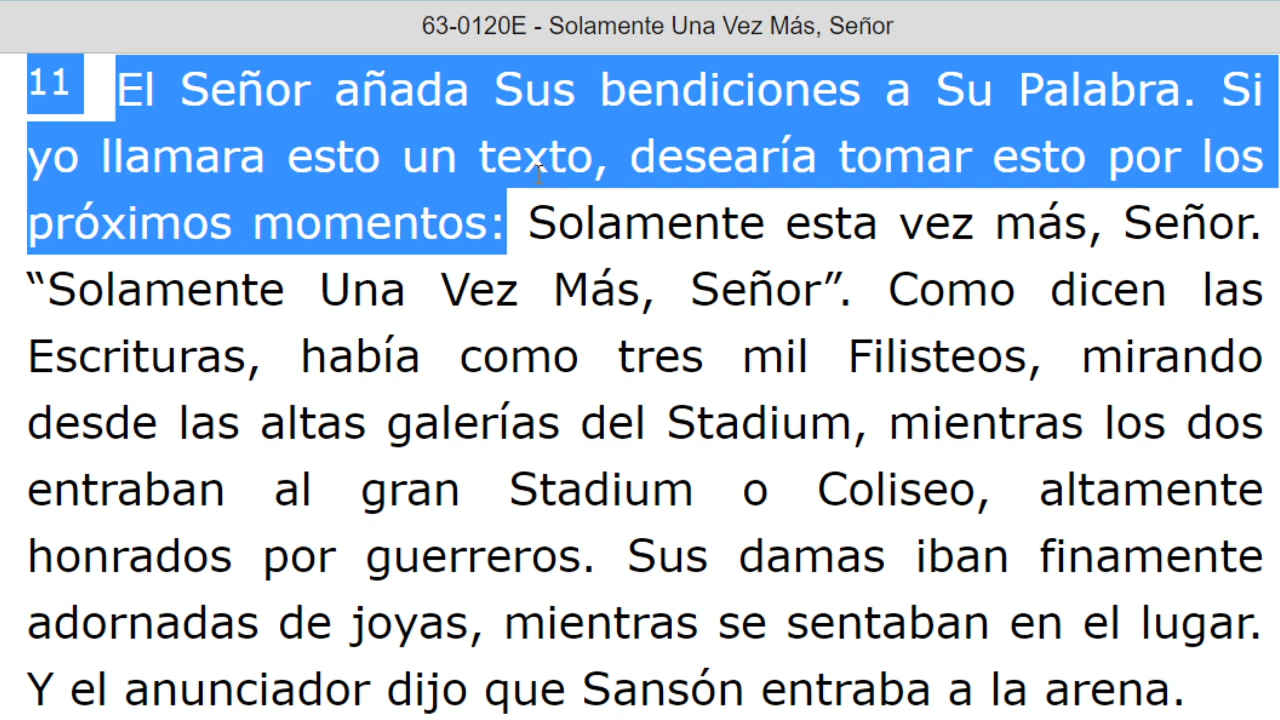 63-0120E - Solamente Una Vez Más, Señor
11 El Señor añada Sus bendiciones a Su Palabra. Si
yo llamara esto un texto, desearía tomar esto por los
próximos momentos: Solamente esta vez más, Señor.
“Solamente Una Vez Más, Señor”. Como dicen las
Escrituras, había como tres mil Filisteos, mirando
desde las altas galerías del Stadium, mientras los dos
entraban al gran Stadium o Coliseo, altamente
honrados por guerreros. Sus damas iban finamente
adornadas de joyas, mientras se sentaban en el lugar.
Y el anunciador dijo que Sansón entraba a la arena.